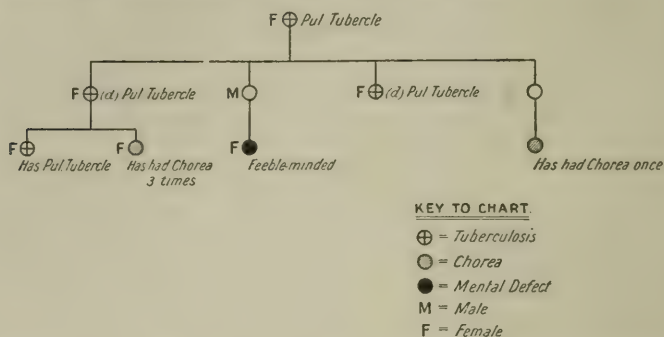 F Pul Tubercle
F (d) Pul Tubercle
M
F (d) Pul Tubercle
F Has Pul Tubercle
F Has had Chorea
3 times
F Feeble-minded
Has had Chorea once
KEY TO CHART.
= Tuberculosis
= Chorea
= Mental Defect
M = Male
F = Female